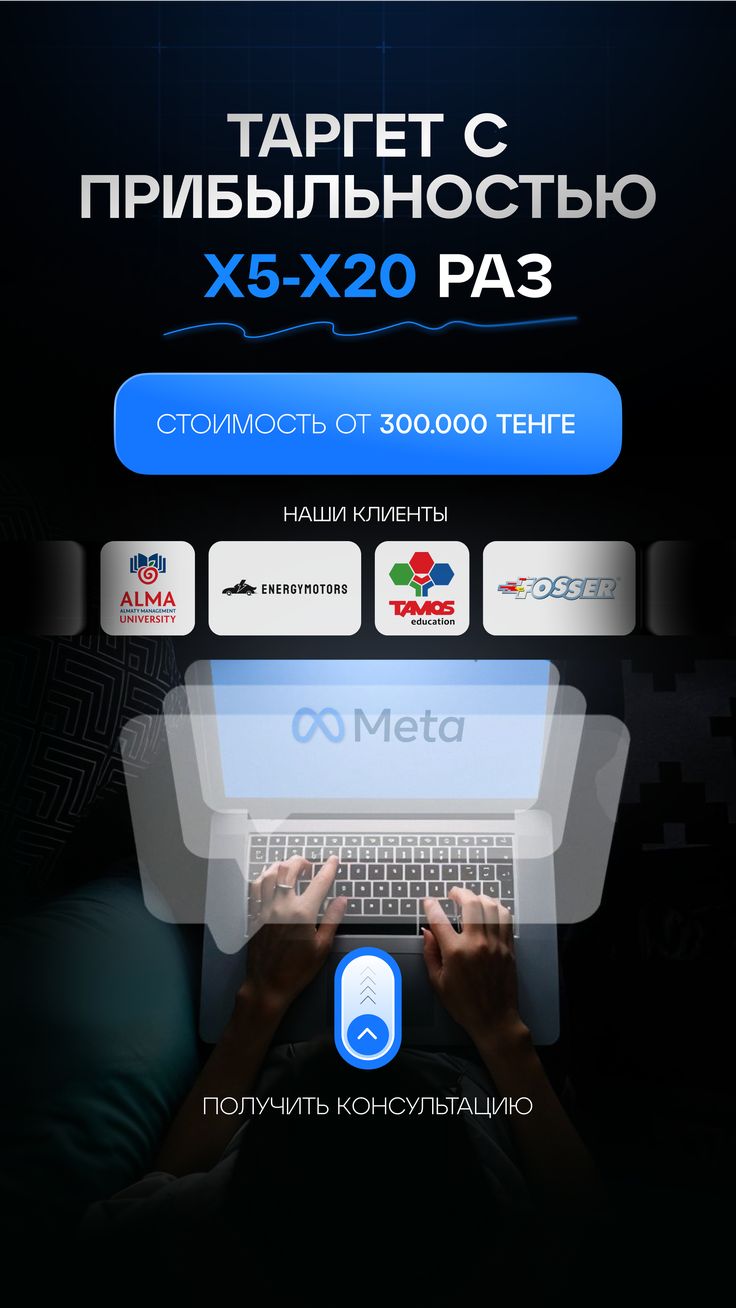 ТАРГЕТ С
ПРИБЫЛЬНОСТЬЮ
X5-X20 РАЗ
СТОИМОСТЬ ОТ 300.000 ТЕНГЕ
НАШИ КЛИЕНТЫ
ALMA
ALMATY MANAGEMENT
UNIVERSITY
ENERGYMOTORS
TAMOS
education
FOSSER
Meta
ПОЛУЧИТЬ КОНСУЛЬТАЦИЮ